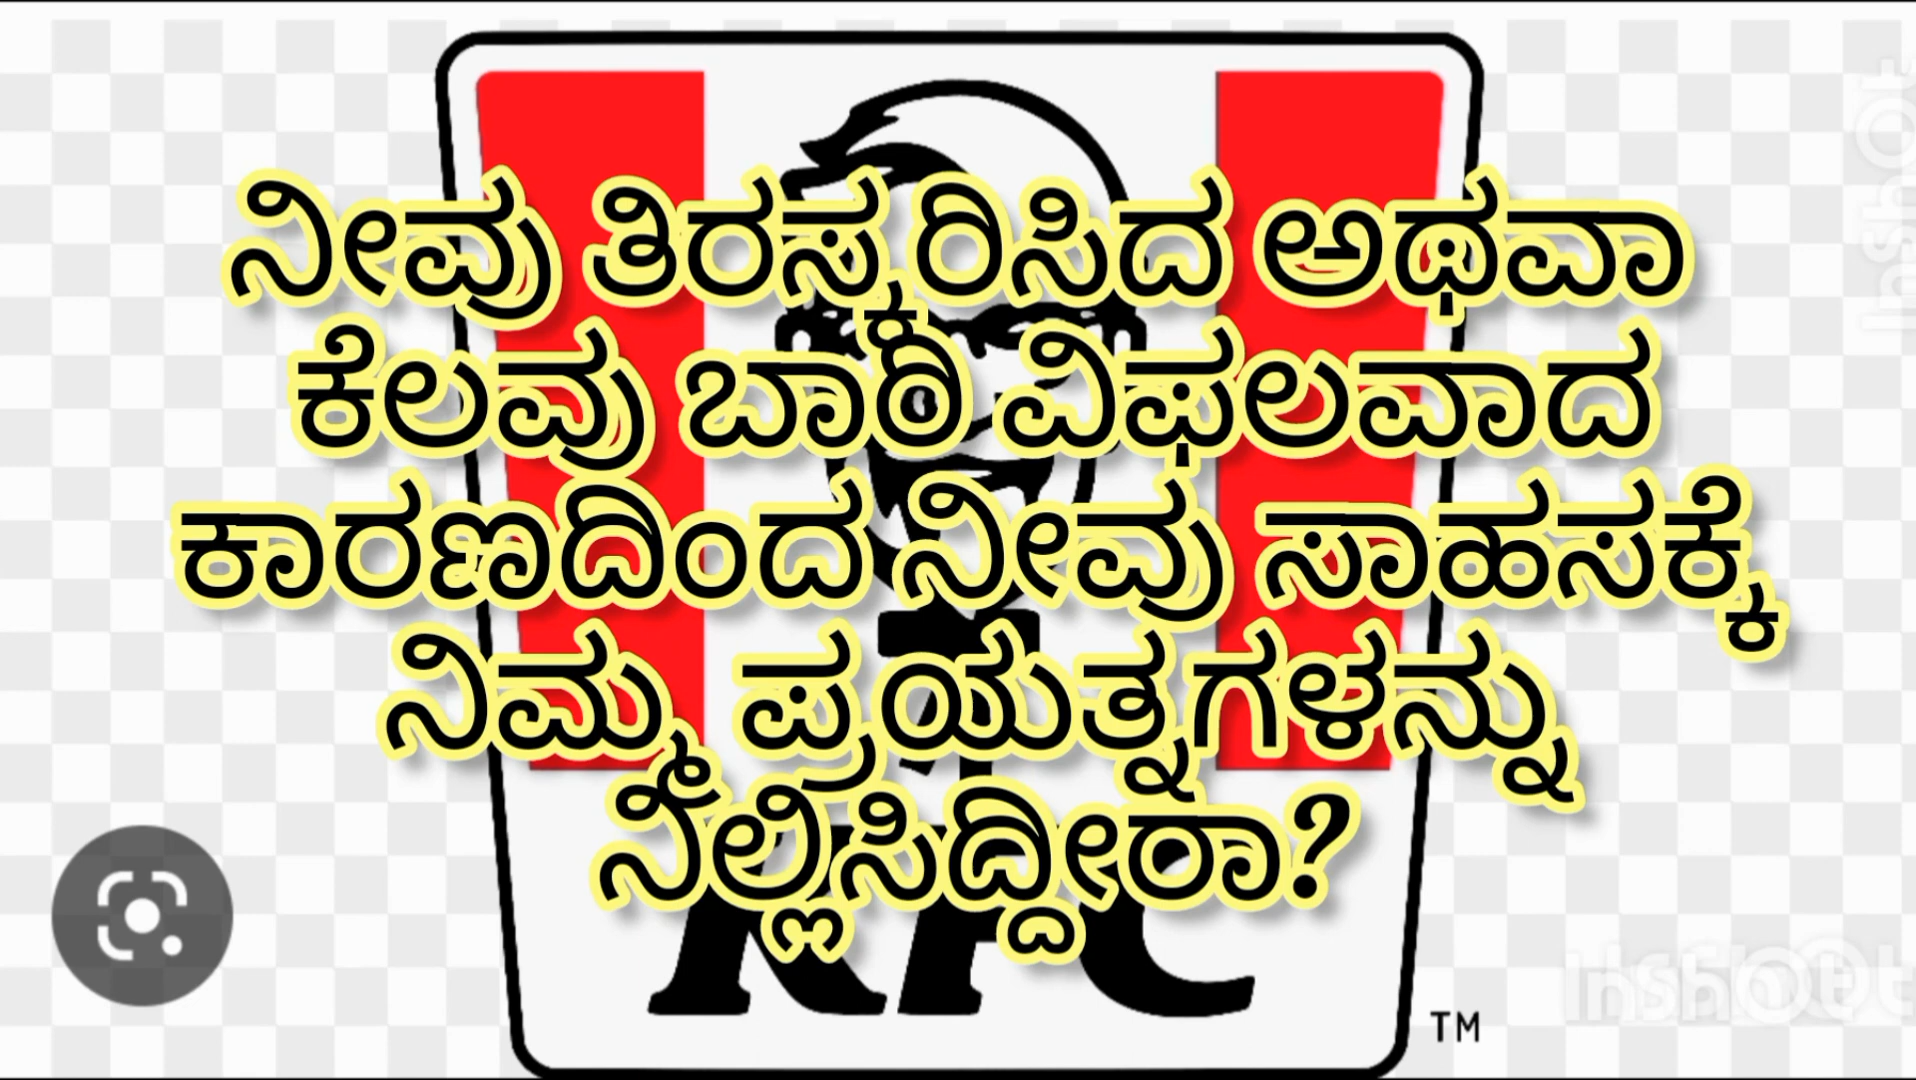 ನೀವು ತಿರಸ್ಕರಿಸಿದ ಅಥವಾ
ಕೆಲವು ಬಾರಿ ವಿಫಲವಾದ
ಕಾರಣದಿಂದ ನೀವು ಸಾಹಸಕ್ಕೆ
ನಿಮ್ಮ ಪ್ರಯತ್ನಗಳನ್ನು
ನಿಲ್ಲಿಸಿದ್ದೀರಾ?
KFC
TM
InShOt
InShOt